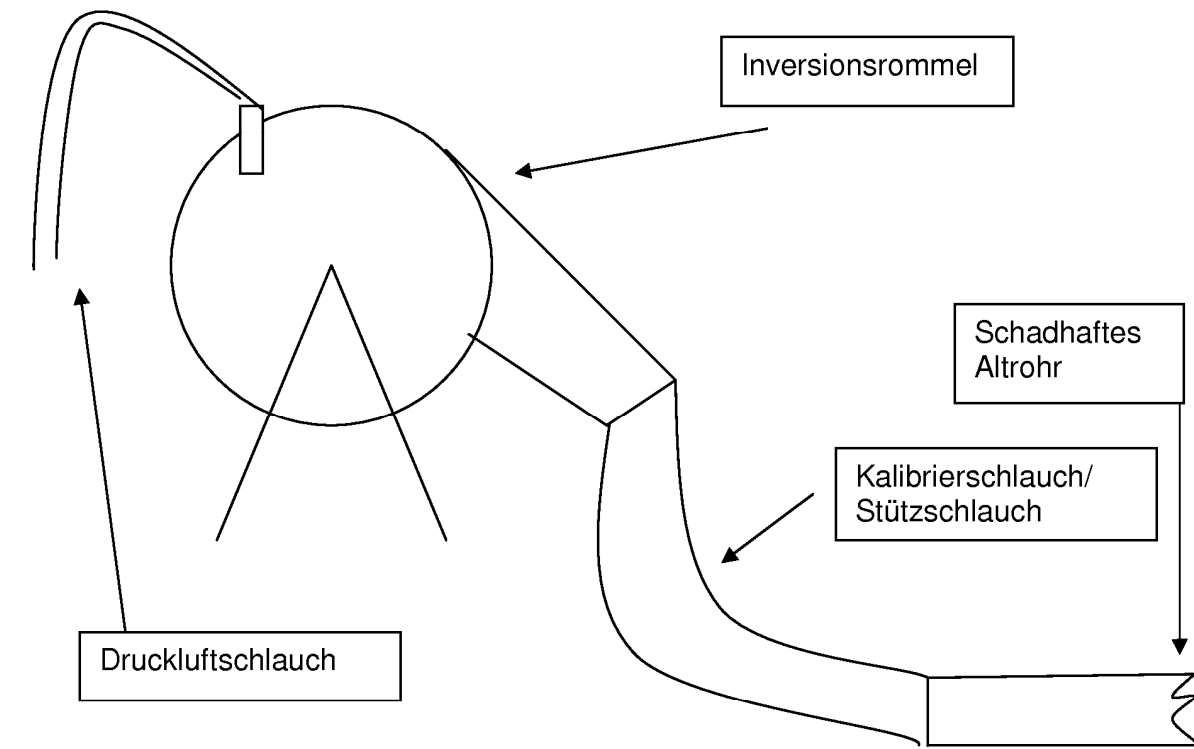 Inversionsrommel
Schadhaftes
Altrohr
Kalibrierschlauch/
Stützschlauch
Druckluftschlauch